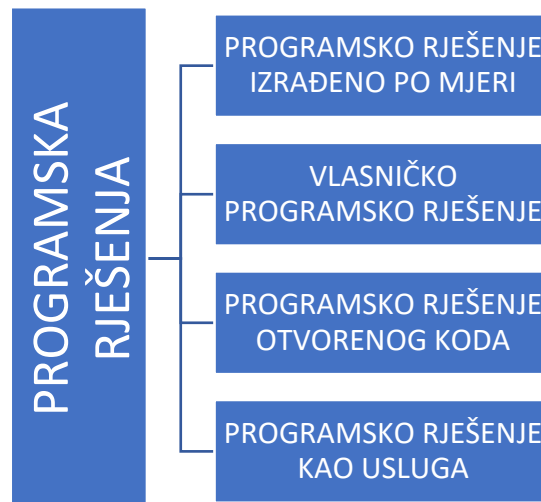 PROGRAMSKA
RJEŠENJA
PROGRAMSKO RJEŠENJE
IZRAĐENO PO MJERI
VLASNIČKO
PROGRAMSKO RJEŠENJE
PROGRAMSKO RJEŠENJE
OTVORENOG KODA
PROGRAMSKO RJEŠENJE
KAO USLUGA